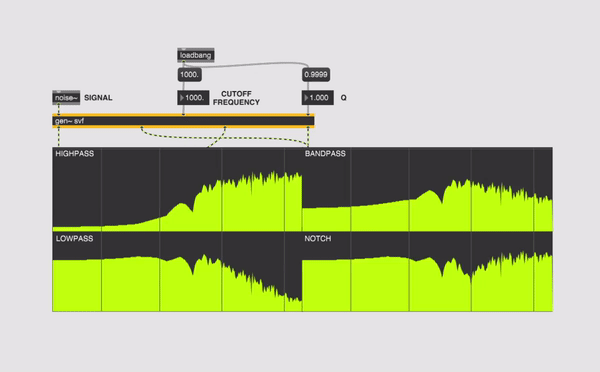 loadbang
1000.
0.9999
noise~
SIGNAL
1000.
CUTOFF
FREQUENCY
1.000
Q
gen~ svf
HIGHPASS
BANDPASS
LOWPASS
NOTCH